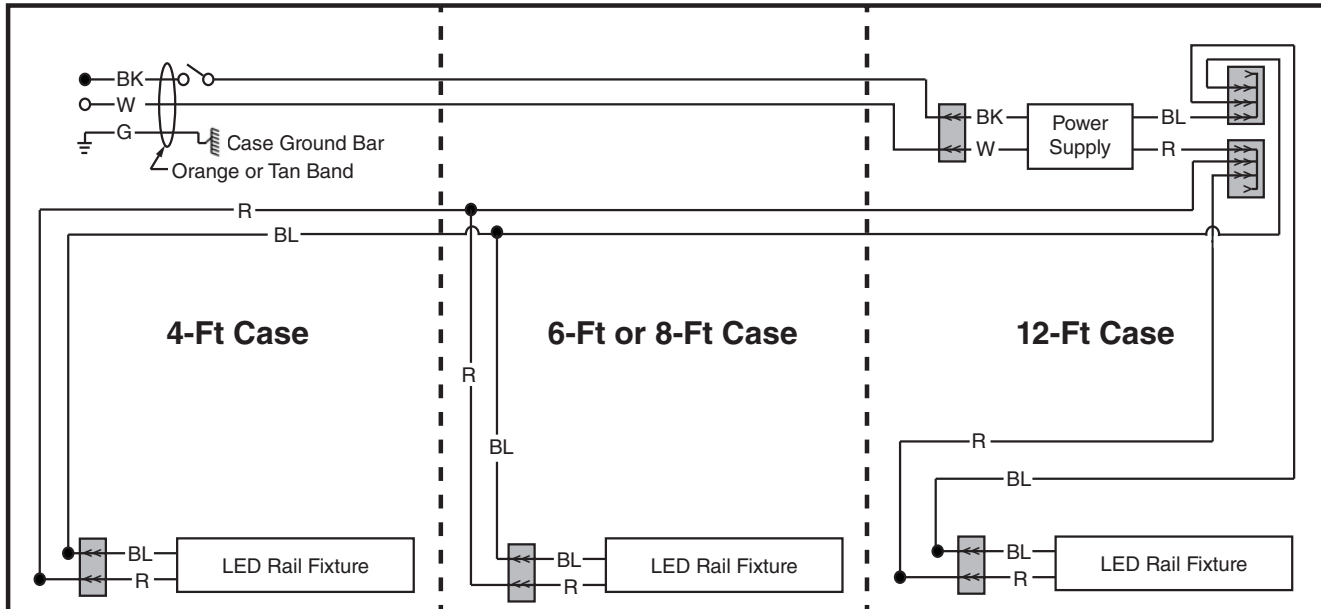 BK
W
G
Case Ground Bar
Orange or Tan Band
BK
W
Power
Supply
BL
R
R
BL
4-Ft Case
6-Ft or 8-Ft Case
12-Ft Case
R
BL
R
BL
BL
R
LED Rail Fixture
BL
R
LED Rail Fixture
BL
R
LED Rail Fixture